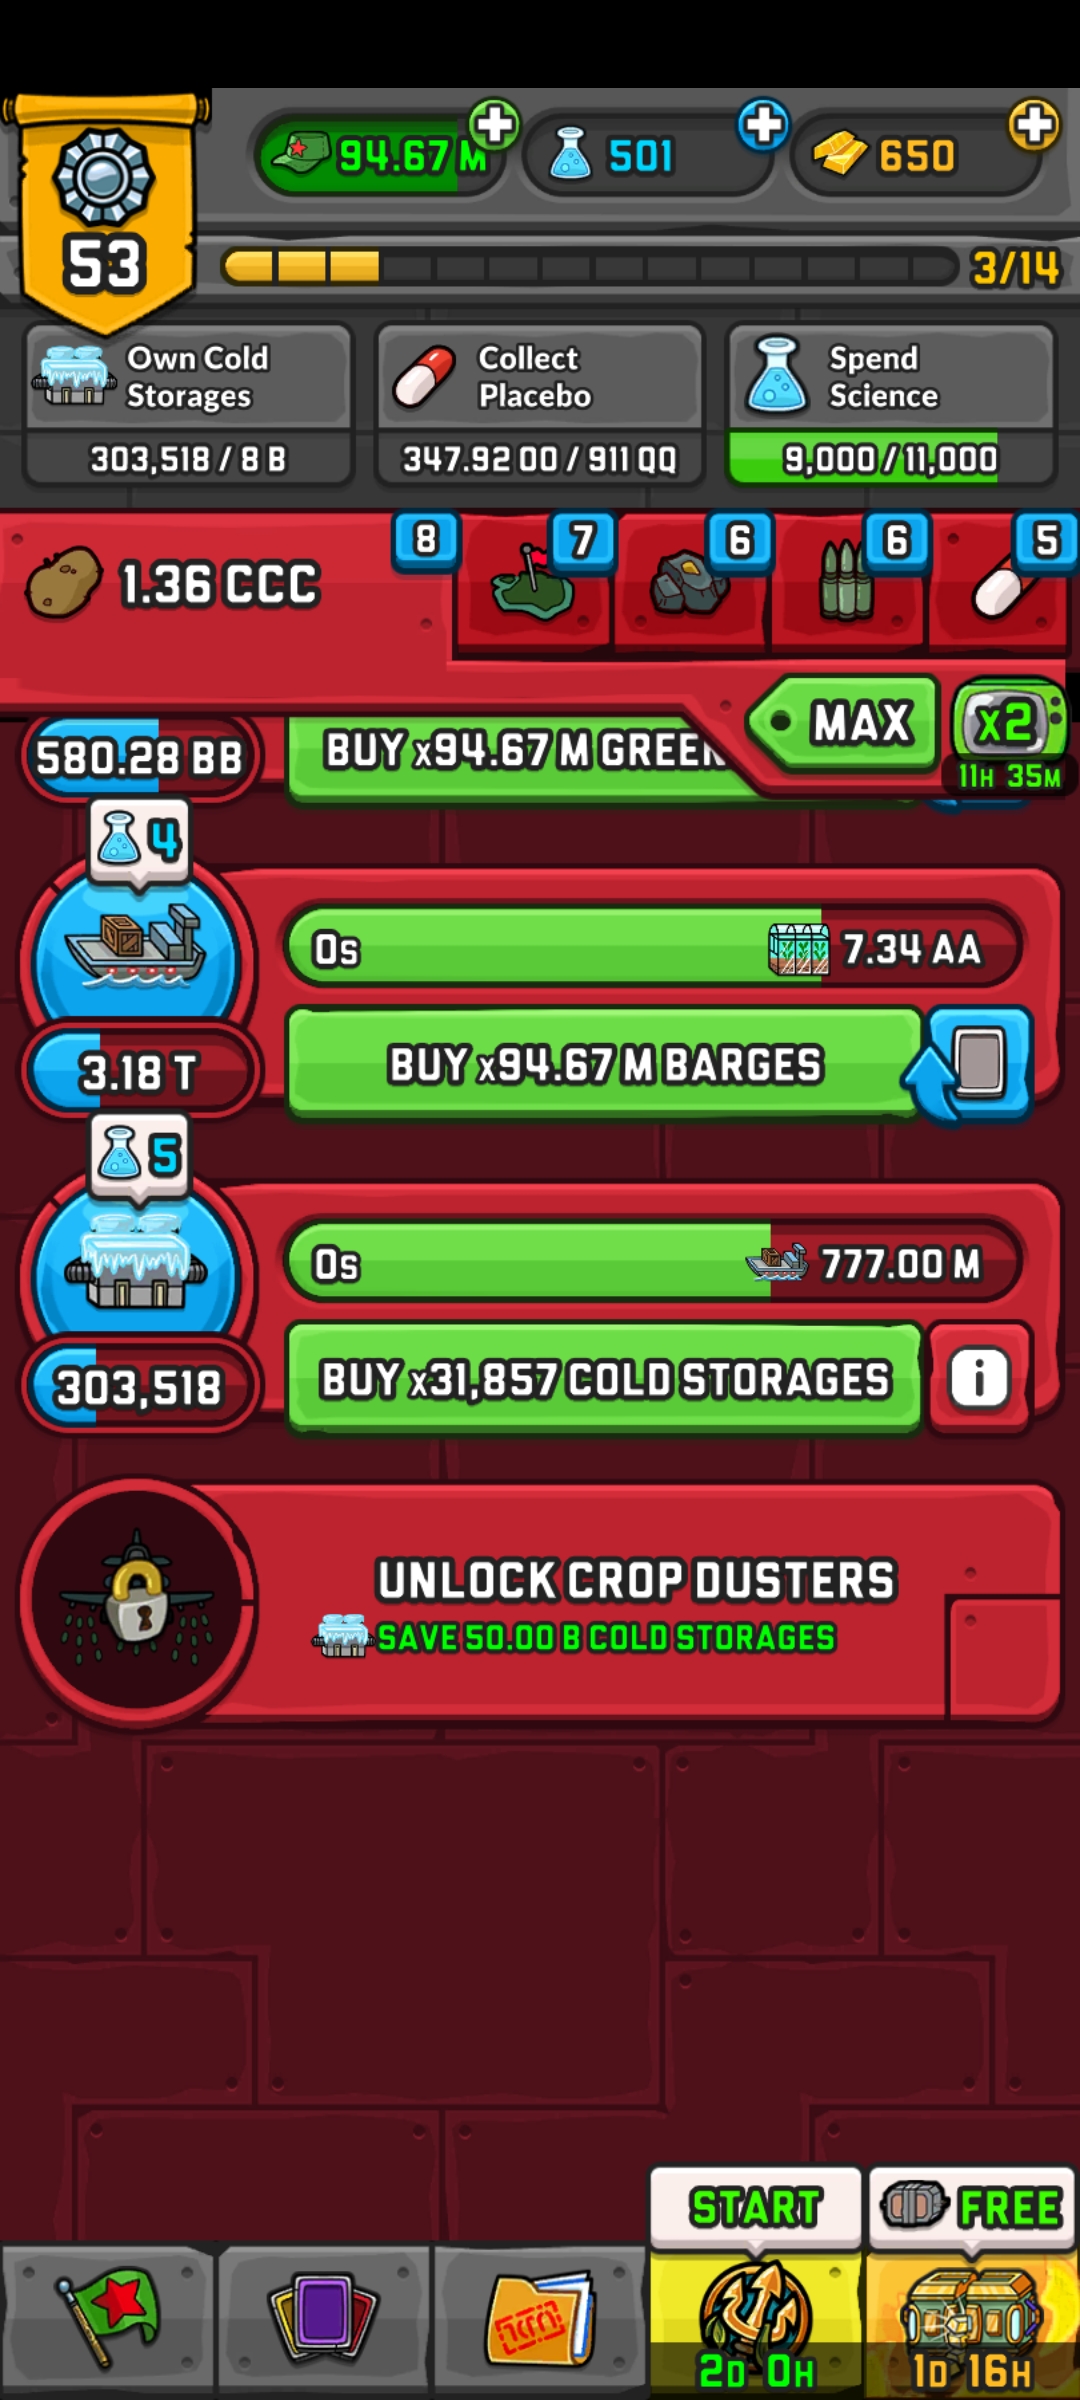 94.67 M
501
650
53
3/14
Own Cold
Storages
303,518 / 8 B
Collect
Placebo
347.92 OO / 911 QQ
Spend
Science
9,000 / 11,000
1.36 CCC
8
7
6
6
5
MAX
x2
11H 35M
580.28 BB
BUY x94.67 M GREEN
4
0s
7.34 AA
3.18 T
BUY x94.67 M BARGES
5
0s
777.00 M
303,518
BUY x31,857 COLD STORAGES
i
UNLOCK CROP DUSTERS
SAVE 50.00 B COLD STORAGES
START
FREE
2D 0H
1D 16H